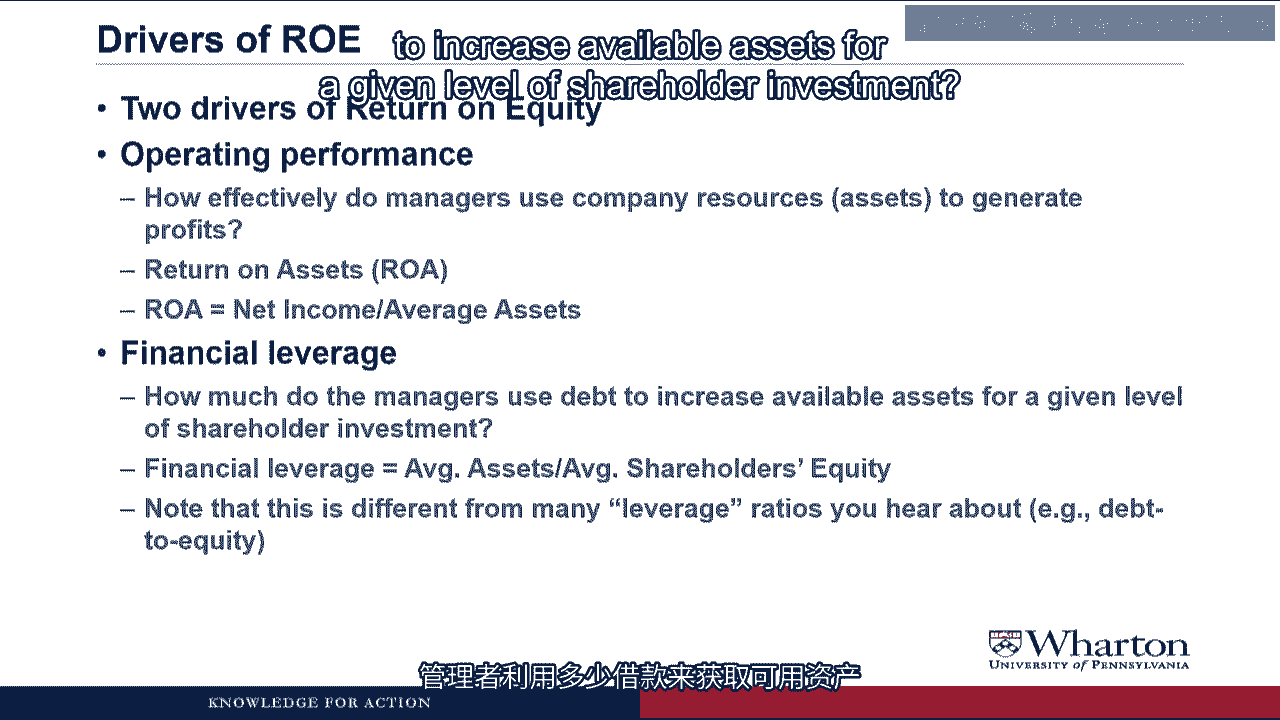 Drivers of ROE
to increase available assets for
a given level of shareholder investment?
• Two drivers of Return on Equity
• Operating performance
– How effectively do managers use company resources (assets) to generate
profits?
– Return on Assets (ROA)
– ROA = Net Income/Average Assets
• Financial leverage
– How much do the managers use debt to increase available assets for a given level
of shareholder investment?
– Financial leverage = Avg. Assets/Avg. Shareholders’ Equity
– Note that this is different from many “leverage” ratios you hear about (e.g., debt-
to-equity)
Wharton
UNIVERSITY of PENNSYLVANIA
管理者利用多少借款来获取可用资产
KNOWLEDGE FOR ACTION